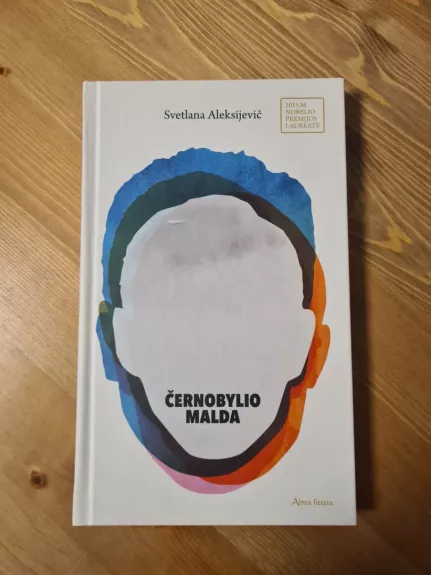 Svetlana Aleksijevič
2015 M.
NOBELIO
PREMIJOS
LAUREATĖ
ČERNOBYLIO
MALDA
Alma littera